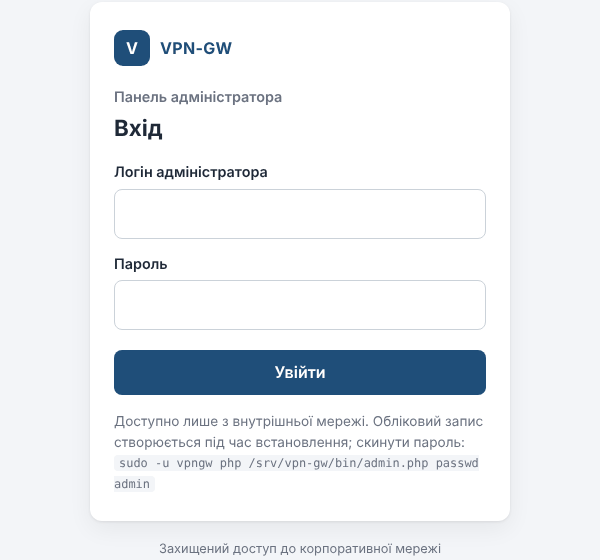 V VPN-GW
Панель адміністратора
Вхід
Логін адміністратора
Пароль
Увійти
Доступно лише з внутрішньої мережі. Обліковий запис
створюється під час встановлення; скинути пароль:
sudo -u vpngw php /srv/vpn-gw/bin/admin.php passwd
admin
Захищений доступ до корпоративної мережі